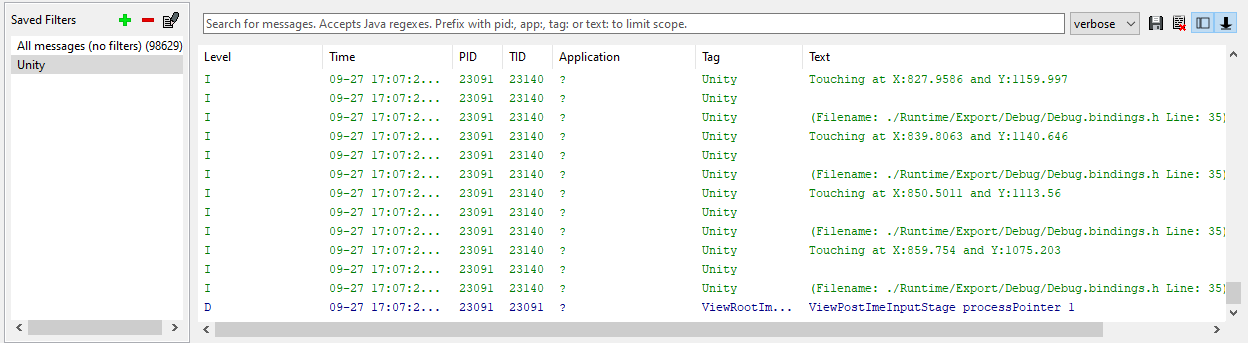 Saved Filters
All messages (no filters) (98629)
Unity
Search for messages. Accepts Java regexes. Prefix with pid:, app:, tag: or text: to limit scope.
verbose
Level Time PID TID Application Tag Text
I 09-27 17:07:2... 23091 23140 ? Unity Touching at X:827.9586 and Y:1159.997
I 09-27 17:07:2... 23091 23140 ? Unity
I 09-27 17:07:2... 23091 23140 ? Unity (Filename: ./Runtime/Export/Debug/Debug.bindings.h Line: 35)
I 09-27 17:07:2... 23091 23140 ? Unity Touching at X:839.8063 and Y:1140.646
I 09-27 17:07:2... 23091 23140 ? Unity
I 09-27 17:07:2... 23091 23140 ? Unity (Filename: ./Runtime/Export/Debug/Debug.bindings.h Line: 35)
I 09-27 17:07:2... 23091 23140 ? Unity Touching at X:850.5011 and Y:1113.56
I 09-27 17:07:2... 23091 23140 ? Unity
I 09-27 17:07:2... 23091 23140 ? Unity (Filename: ./Runtime/Export/Debug/Debug.bindings.h Line: 35)
I 09-27 17:07:2... 23091 23140 ? Unity Touching at X:859.754 and Y:1075.203
I 09-27 17:07:2... 23091 23140 ? Unity
I 09-27 17:07:2... 23091 23140 ? Unity (Filename: ./Runtime/Export/Debug/Debug.bindings.h Line: 35)
D 09-27 17:07:2... 23091 23091 ? ViewRootIm... ViewPostImeInputStage processPointer 1